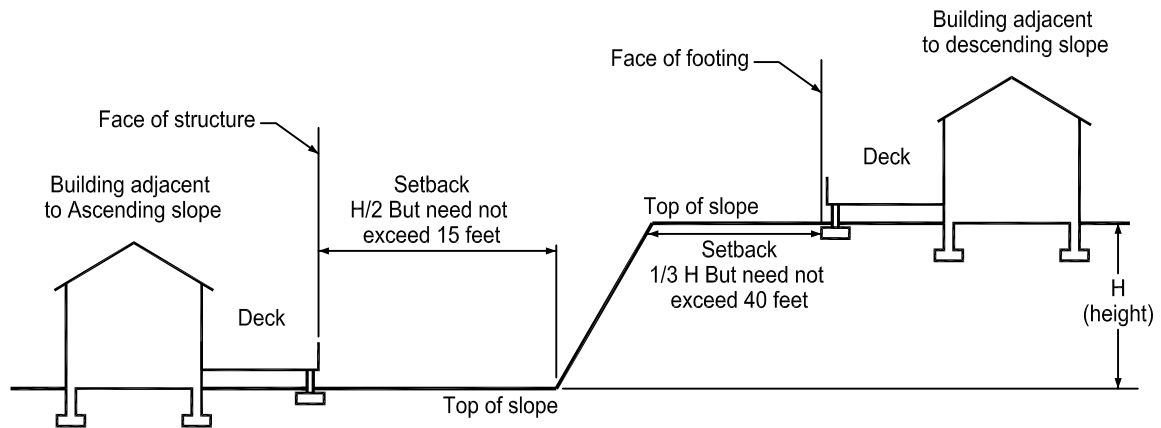 Building adjacent
to descending slope
Face of footing
Deck
Face of structure
Building adjacent
to Ascending slope
Setback
H/2 But need not
exceed 15 feet
Top of slope
Setback
1/3 H But need not
exceed 40 feet
H
(height)
Deck
Top of slope